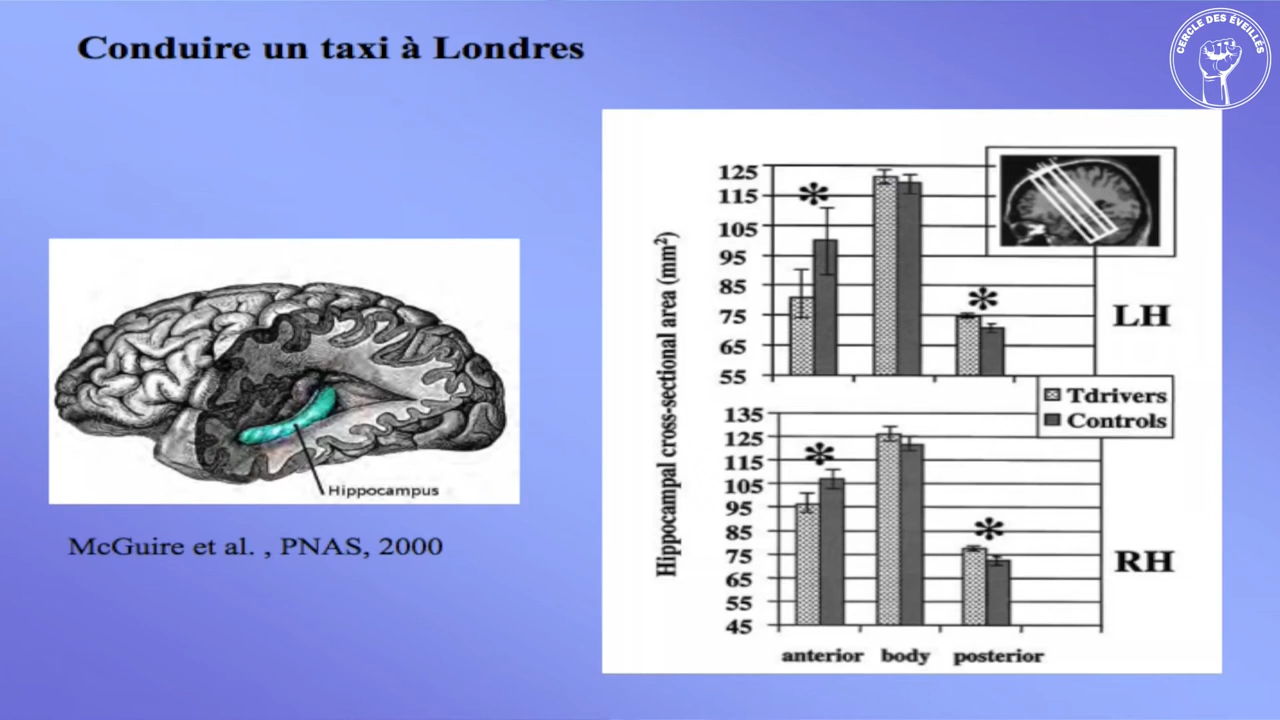 Conduire un taxi à Londres
CERCLE DES ÉVEILLÉS
Hippocampus
McGuire et al. , PNAS, 2000
Hippocampal cross-sectional area (mm²)
125
115
105
95
85
75
65
55
*
*
LH
Tdrivers
Controls
135
125
115
105
95
85
75
65
55
45
*
*
RH
anterior body posterior